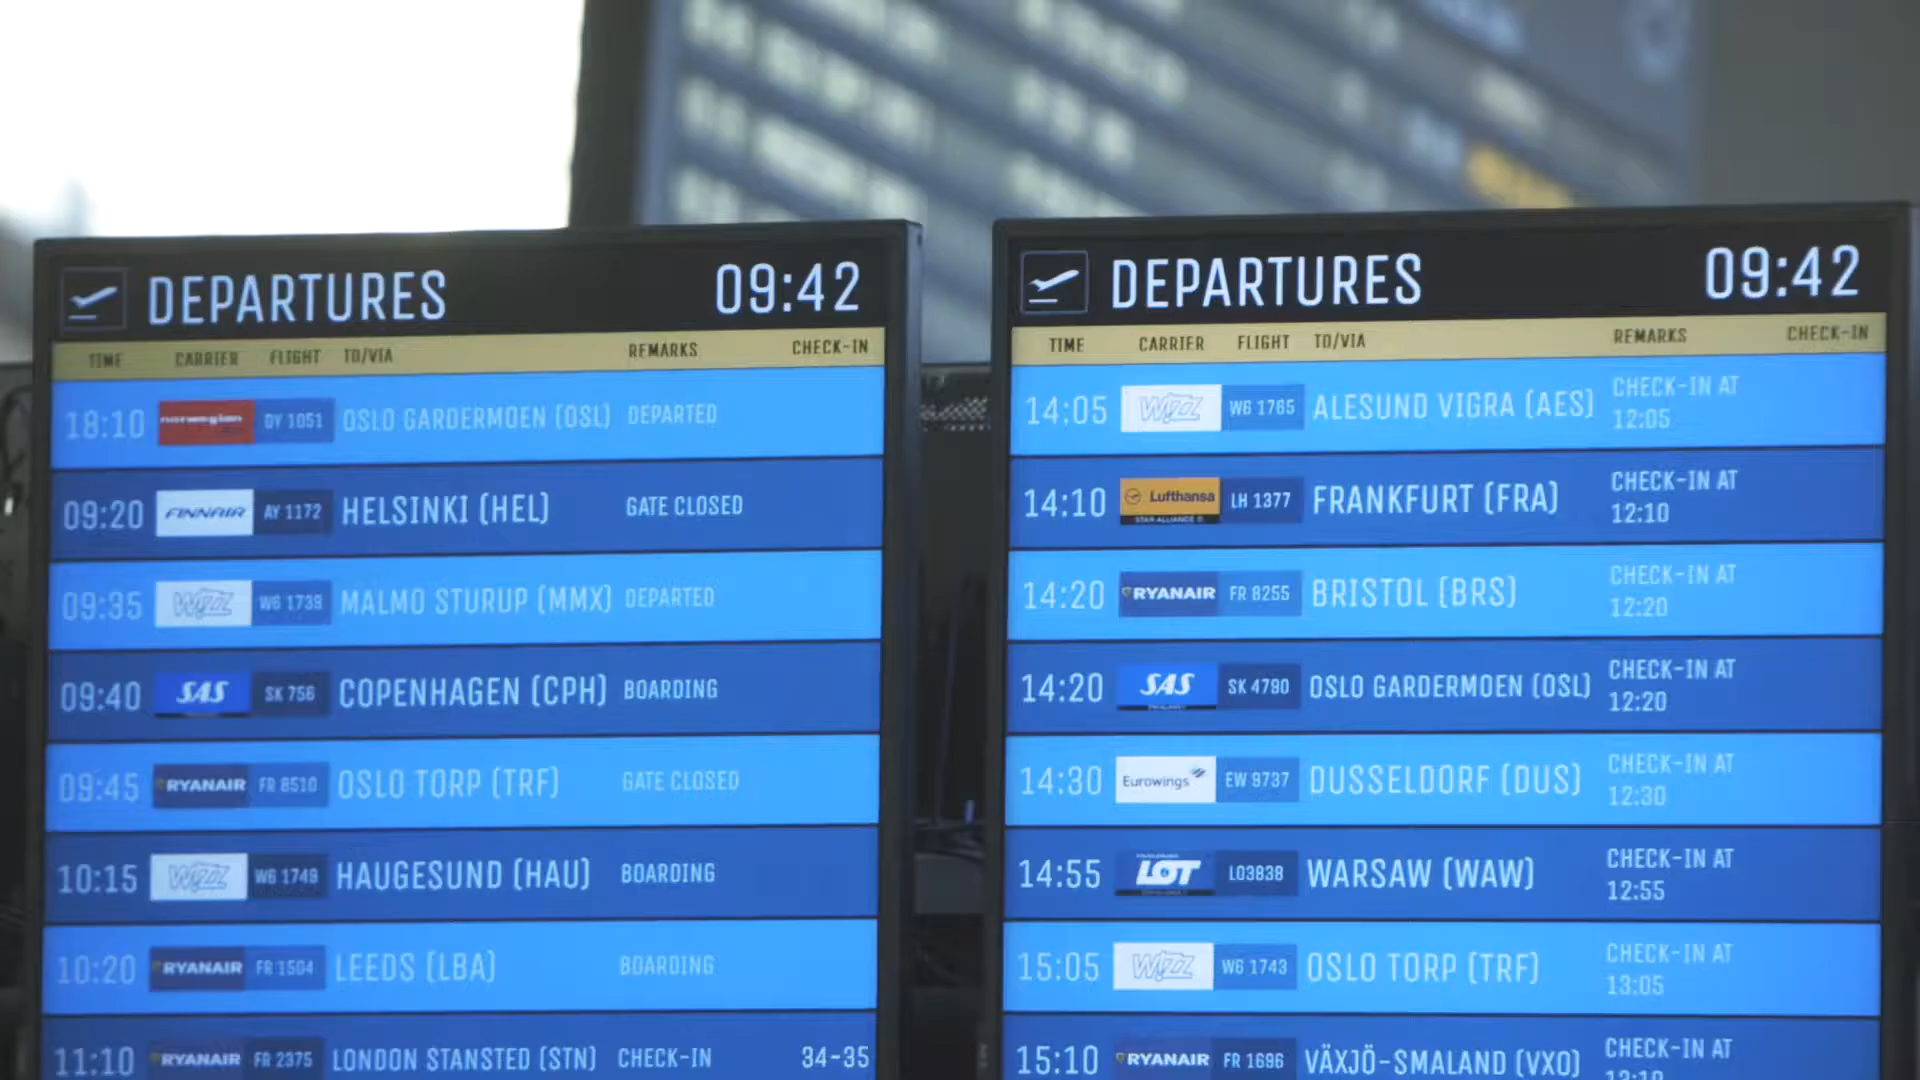 DEPARTURES 09:42
TIME CARRIER FLIGHT TO/VIA REMARKS CHECK-IN
18:10 norwegian DY 1051 OSLO GARDERMOEN (OSL) DEPARTED
09:20 FINNAIR AY 1172 HELSINKI (HEL) GATE CLOSED
09:35 WIZZ W6 1739 MALMO STURUP (MMX) DEPARTED
09:40 SAS SK 756 COPENHAGEN (CPH) BOARDING
09:45 RYANAIR FR 8510 OSLO TORP (TRF) GATE CLOSED
10:15 WIZZ W6 1749 HAUGESUND (HAU) BOARDING
10:20 RYANAIR FR 1504 LEEDS (LBA) BOARDING
11:10 RYANAIR FR 2375 LONDON STANSTED (STN) CHECK-IN 34-35
DEPARTURES 09:42
TIME CARRIER FLIGHT TO/VIA REMARKS CHECK-IN
14:05 WIZZ W6 1765 ALESUND VIGRA (AES) CHECK-IN AT
12:05
14:10 Lufthansa LH 1377 FRANKFURT (FRA) CHECK-IN AT
STAR ALLIANCE
12:10
14:20 RYANAIR FR 8255 BRISTOL (BRS) CHECK-IN AT
12:20
14:20 SAS SK 4790 OSLO GARDERMOEN (OSL) CHECK-IN AT
12:20
14:30 Eurowings EW 9737 DUSSELDORF (DUS) CHECK-IN AT
12:30
14:55 LOT LO3838 WARSAW (WAW) CHECK-IN AT
12:55
15:05 WIZZ W6 1743 OSLO TORP (TRF) CHECK-IN AT
13:05
15:10 RYANAIR FR 1696 VÄXJÖ-SMALAND (VXO) CHECK-IN AT